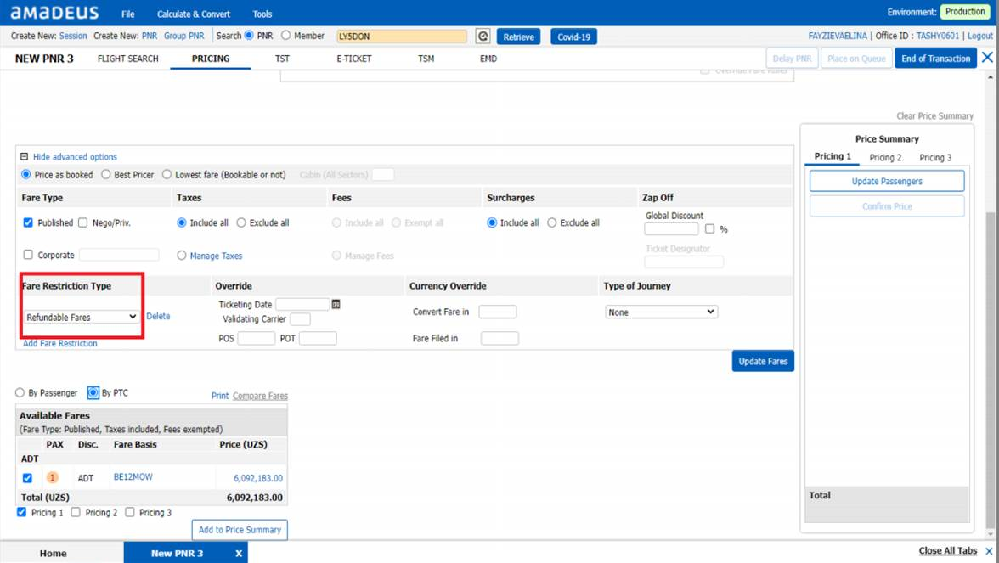 aMaDEUS File Calculate & Convert Tools Environment: Production
Create New: Session Create New: PNR Group PNR Search PNR Member LY5DON Retrieve Covid-19 FAYZIEVAELINA | Office ID : TASHY0601 | Logout
NEW PNR 3 FLIGHT SEARCH PRICING TST E-TICKET TSM EMD Delay PNR Place on Queue End of Transaction X
Override Fare Rules
Clear Price Summary
Price Summary
Pricing 1 Pricing 2 Pricing 3
Update Passengers
Confirm Price
Total
Hide advanced options
Price as booked Best Pricer Lowest fare (Bookable or not) Cabin (All Sectors)
Fare Type Taxes Fees Surcharges Zap Off
Published Nego/Priv. Include all Exclude all Include all Exempt all Include all Exclude all Global Discount
%
Corporate Manage Taxes Manage Fees Ticket Designator
Fare Restriction Type Override Currency Override Type of Journey
Refundable Fares Delete Ticketing Date Convert Fare in None
Validating Carrier
Add Fare Restriction POS POT Fare Filed in
Update Fares
By Passenger By PTC Print Compare Fares
Available Fares
(Fare Type: Published, Taxes included, Fees exempted)
PAX Disc. Fare Basis Price (UZS)
ADT
1 ADT BE12MOW 6,092,183.00
Total (UZS) 6,092,183.00
Pricing 1 Pricing 2 Pricing 3
Add to Price Summary
Home New PNR 3 X Close All Tabs X